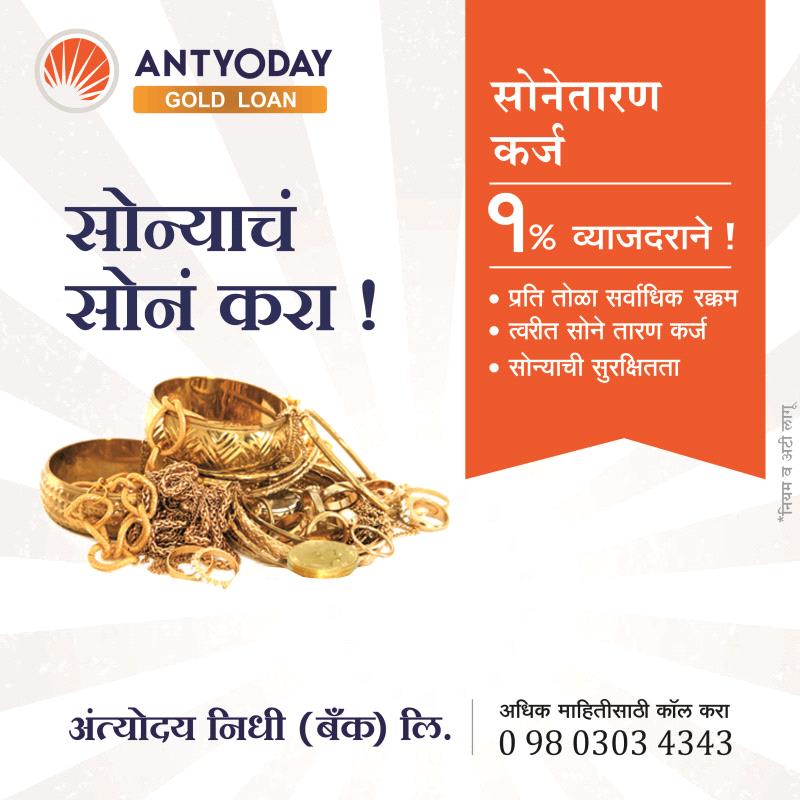 ANTYODAY
GOLD LOAN
सोन्याचं
सोनं करा !
सोनेतारण
कर्ज
१% व्याजदराने !
• प्रति तोळा सर्वाधिक रक्कम
• त्वरीत सोने तारण कर्ज
• सोन्याची सुरक्षितता
*नियम व अटी लागू
अंत्योदय निधी (बँक) लि.
अधिक माहितीसाठी कॉल करा
0 98 0303 4343